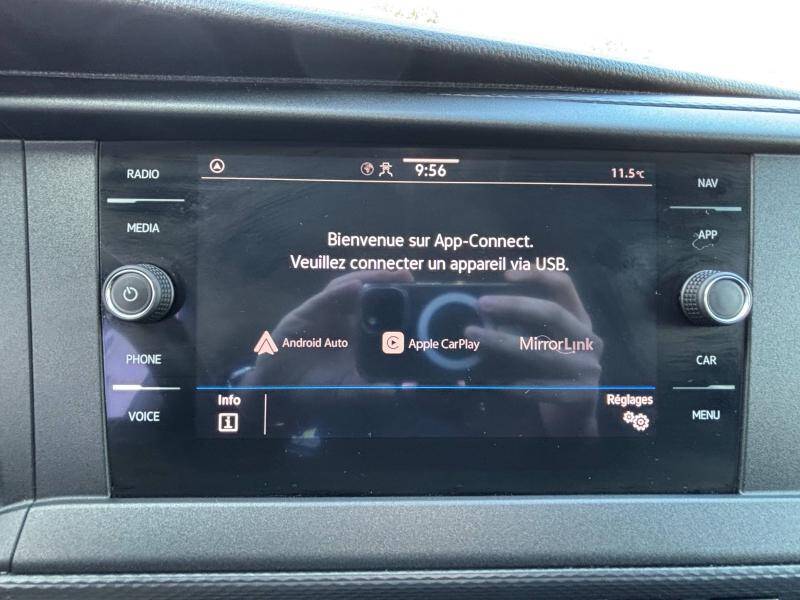 RADIO
MEDIA
PHONE
VOICE
9:56
11.5°C
Bienvenue sur App-Connect.
Veuillez connecter un appareil via USB.
Android Auto
Apple CarPlay
MirrorLink
Info
Réglages
NAV
APP
CAR
MENU